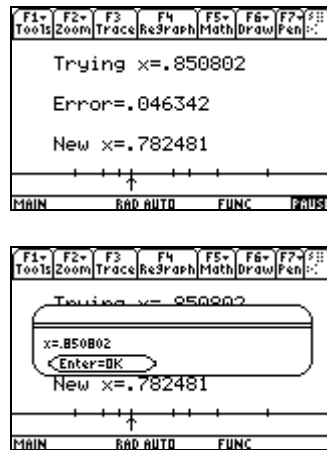 F1 F2 F3 F4 F5 F6 F7
Tools Zoom Trace ReGraph Math Draw Pen
Trying x=.850802
Error=.046342
New x=.782481
MAIN RAD AUTO FUNC PAUSE
F1 F2 F3 F4 F5 F6 F7
Tools Zoom Trace ReGraph Math Draw Pen
Trying x=.850802
x=.850802
Enter=OK
New x=.782481
MAIN RAD AUTO FUNC